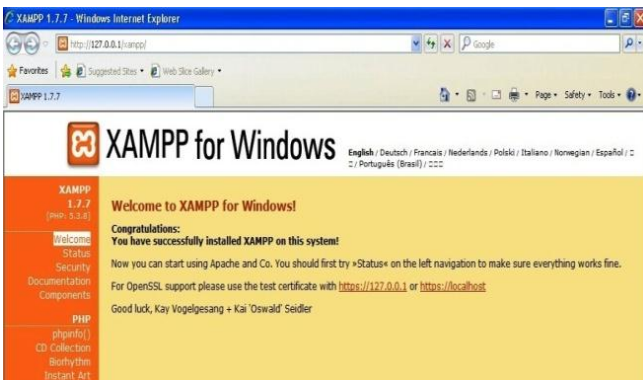 XAMPP 1.7.7 - Windows Internet Explorer
http://127.0.0.1/xampp/
Google
Favorites Suggested Sites Web Slice Gallery
XAMPP 1.7.7
Page Safety Tools
XAMPP for Windows
English / Deutsch / Francais / Nederlands / Polski / Italiano / Norwegian / Español /
/ Português (Brasil) /
XAMPP
1.7.7
[PHP: 5.3.8]
Welcome
Status
Security
Documentation
Components
PHP
phpinfo()
CD Collection
Biorhythm
Instant Art
Welcome to XAMPP for Windows!
Congratulations:
You have successfully installed XAMPP on this system!
Now you can start using Apache and Co. You should first try »Status« on the left navigation to make sure everything works fine.
For OpenSSL support please use the test certificate with https://127.0.0.1 or https://localhost
Good luck, Kay Vogelgesang + Kai 'Oswald' Seidler